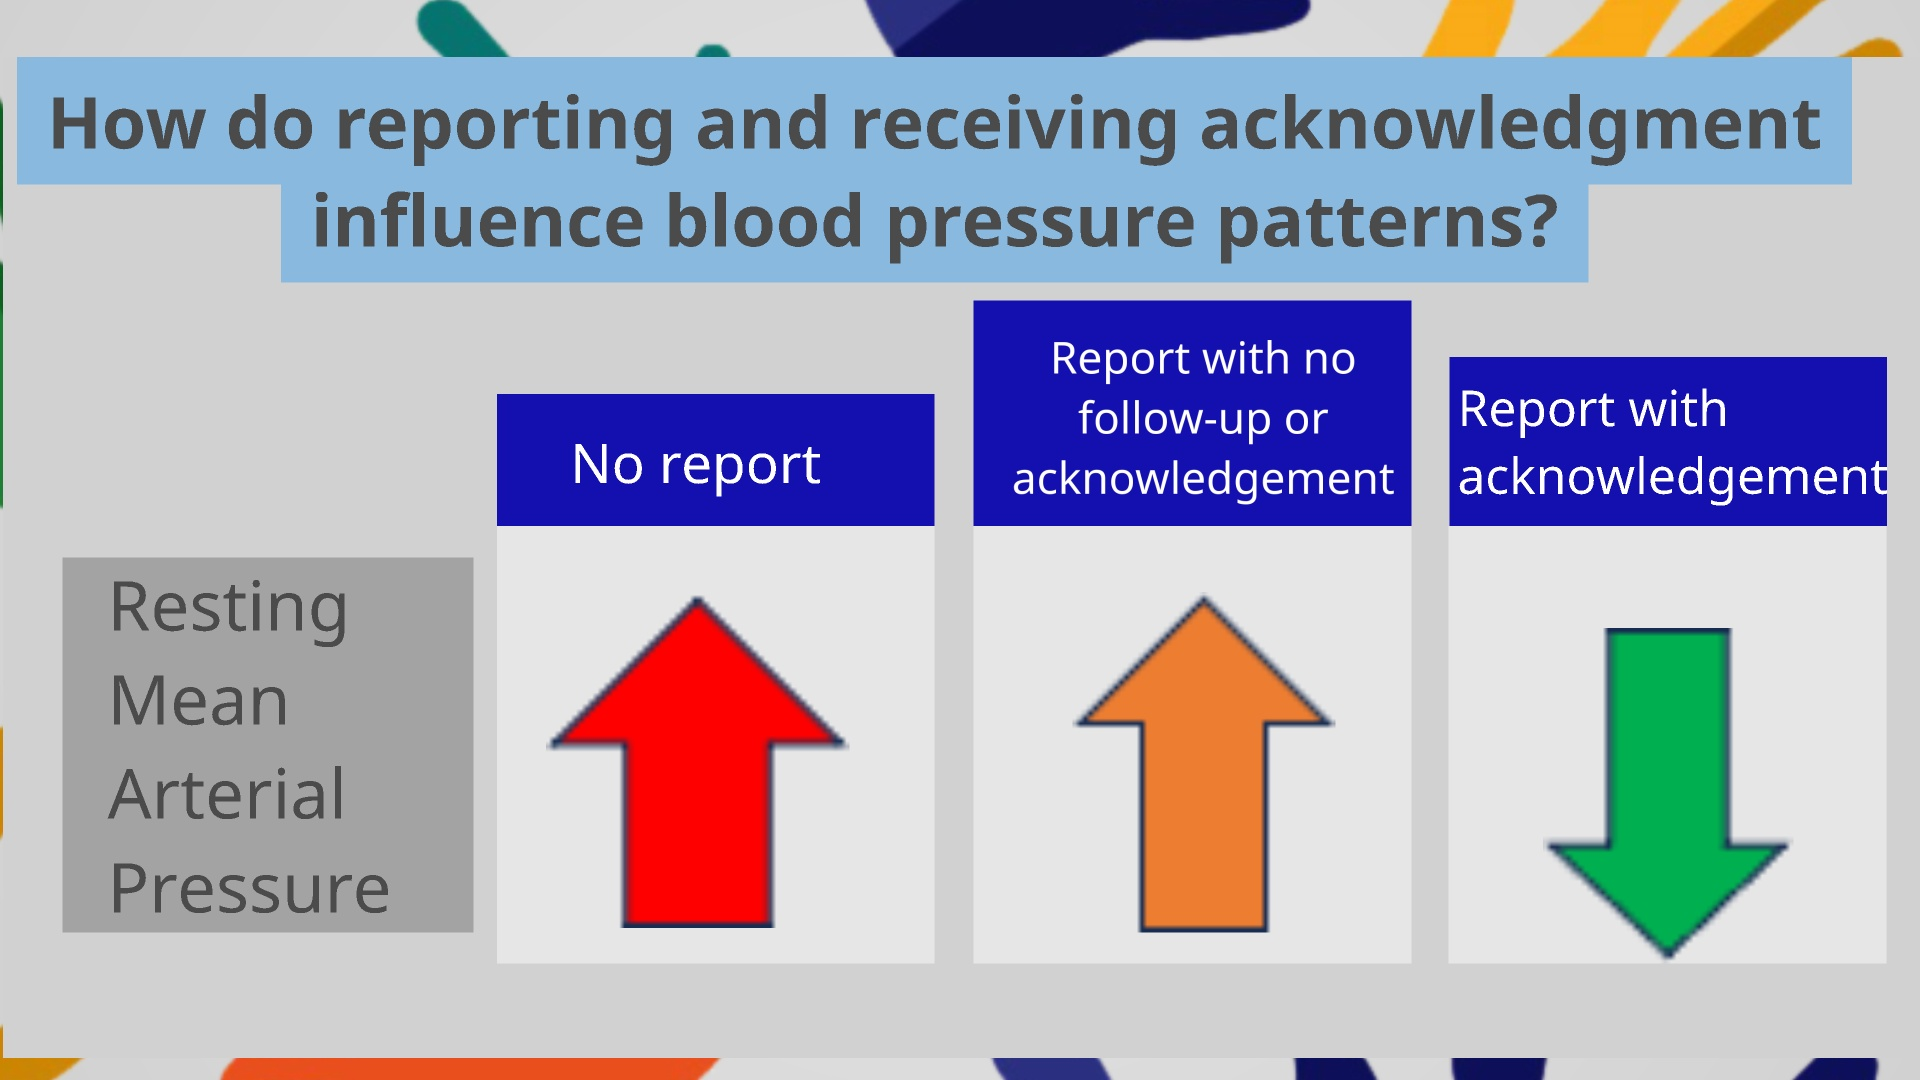 How do reporting and receiving acknowledgment
influence blood pressure patterns?
No report
Report with no
follow-up or
acknowledgement
Report with
acknowledgement
Resting
Mean
Arterial
Pressure